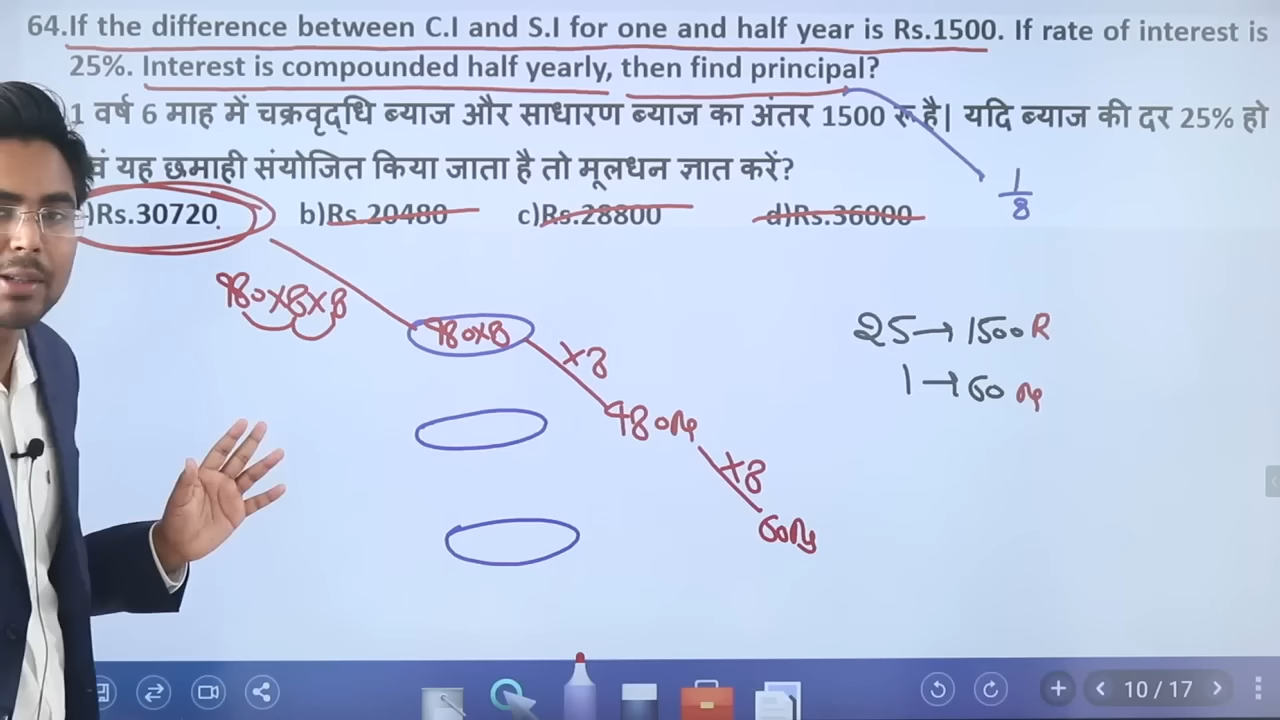 64.If the difference between C.I and S.I for one and half year is Rs.1500. If rate of interest is
25%. Interest is compounded half yearly, then find principal?
1 वर्ष 6 माह में चक्रवृद्धि ब्याज और साधारण ब्याज का अंतर 1500 रू है| यदि ब्याज की दर 25% हो
वं यह छमाही संयोजित किया जाता है तो मूलधन ज्ञात करें?
)Rs.30720 b)Rs.20480 c)Rs.28800 d)Rs.36000
1/8
480×8×8
480×8
×8
480Rs
×8
60Rs
25→1500R
1→60Rs
10 / 17